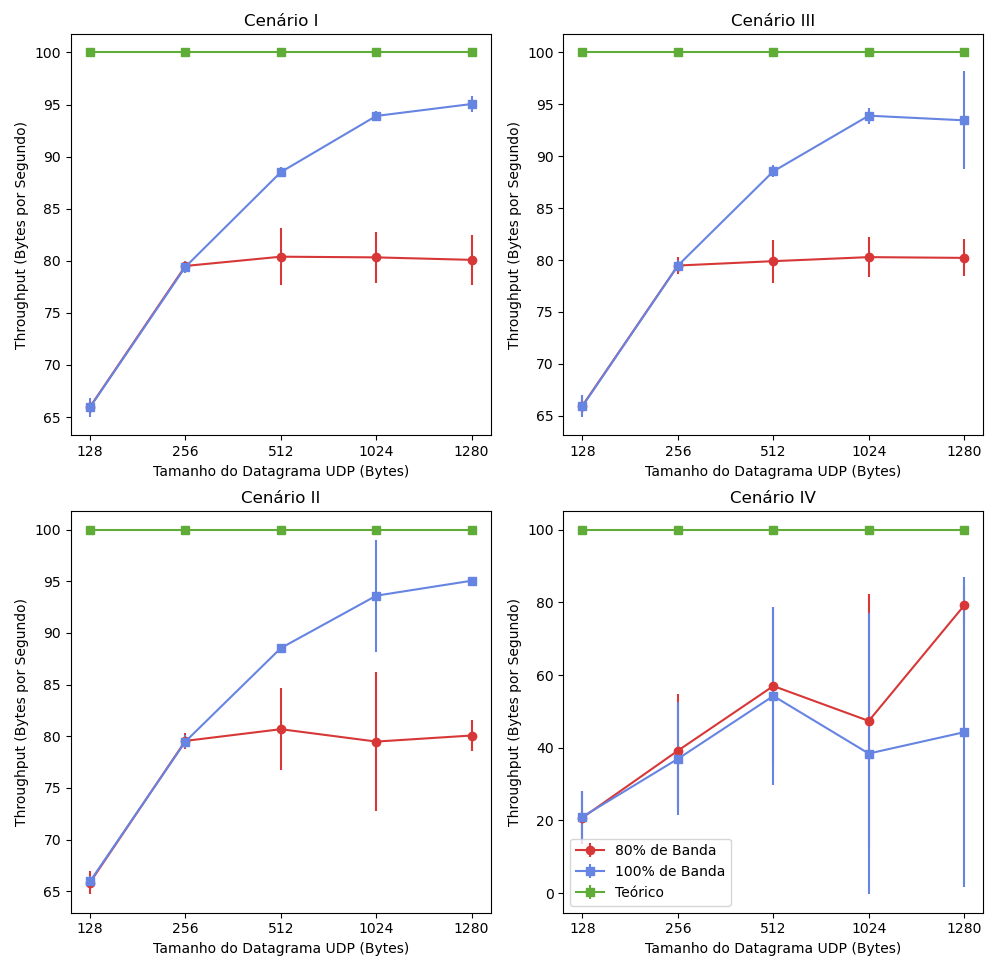 Cenário I
100
95
90
85
80
75
70
65
128 256 512 1024 1280
Throughput (Bytes por Segundo)
Tamanho do Datagrama UDP (Bytes)
Cenário III
100
95
90
85
80
75
70
65
128 256 512 1024 1280
Throughput (Bytes por Segundo)
Tamanho do Datagrama UDP (Bytes)
Cenário II
100
95
90
85
80
75
70
65
128 256 512 1024 1280
Throughput (Bytes por Segundo)
Tamanho do Datagrama UDP (Bytes)
Cenário IV
100
80
60
40
20
0
128 256 512 1024 1280
Throughput (Bytes por Segundo)
Tamanho do Datagrama UDP (Bytes)
80% de Banda
100% de Banda
Teórico